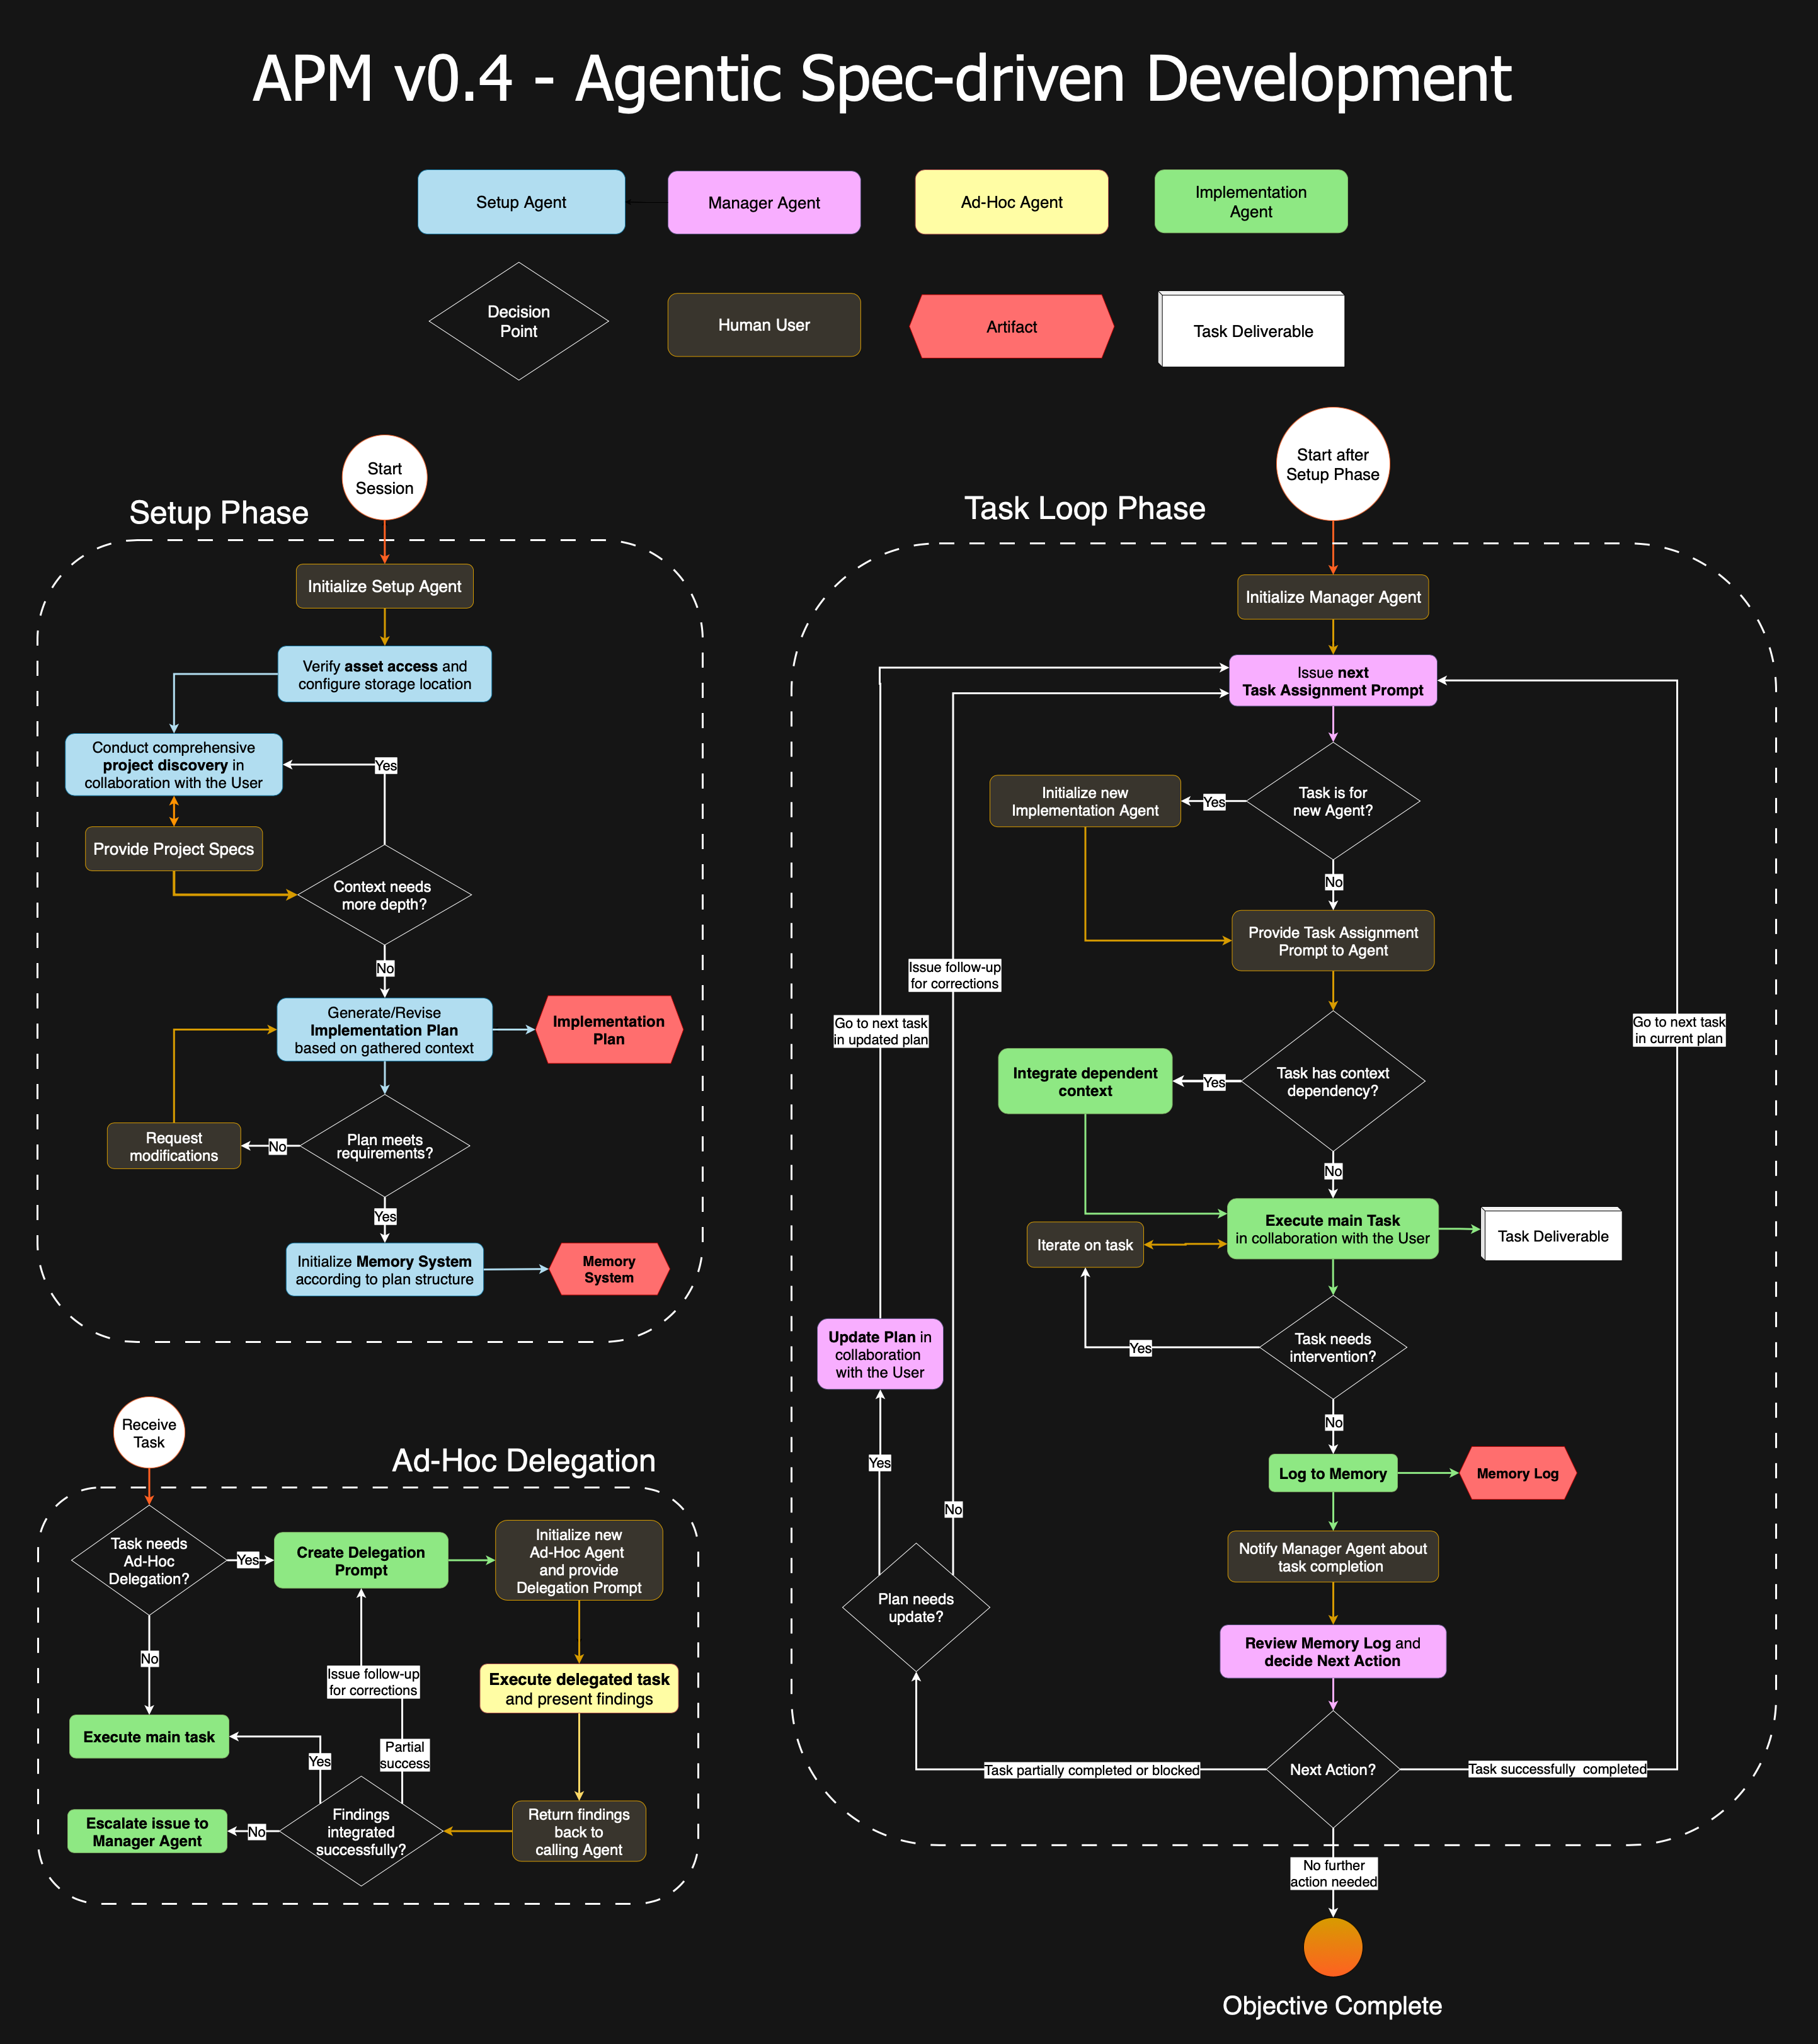 APM v0.4 - Agentic Spec-driven Development
Setup Agent
Manager Agent
Ad-Hoc Agent
Implementation
Agent
Decision
Point
Human User
Artifact
Task Deliverable
Start
Session
Setup Phase
Initialize Setup Agent
Verify asset access and
configure storage location
Conduct comprehensive
project discovery in
collaboration with the User
Yes
Provide Project Specs
Context needs
more depth?
No
Generate/Revise
Implementation Plan
based on gathered context
Implementation
Plan
Request
modifications
No
Plan meets
requirements?
Yes
Initialize Memory System
according to plan structure
Memory
System
Receive
Task
Ad-Hoc Delegation
Task needs
Ad-Hoc
Delegation?
Yes
Create Delegation
Prompt
Initialize new
Ad-Hoc Agent
and provide
Delegation Prompt
No
Issue follow-up
for corrections
Execute delegated task
and present findings
Execute main task
Yes
Partial
success
Escalate issue to
Manager Agent
No
Findings
integrated
successfully?
Return findings
back to
calling Agent
Start after
Setup Phase
Task Loop Phase
Initialize Manager Agent
Issue next
Task Assignment Prompt
Initialize new
Implementation Agent
Yes
Task is for
new Agent?
No
Provide Task Assignment
Prompt to Agent
Issue follow-up
for corrections
Go to next task
in updated plan
Go to next task
in current plan
Integrate dependent
context
Yes
Task has context
dependency?
No
Execute main Task
in collaboration with the User
Task Deliverable
Iterate on task
Update Plan in
collaboration
with the User
Yes
Task needs
intervention?
No
Yes
Log to Memory
Memory Log
No
Notify Manager Agent about
task completion
Plan needs
update?
Review Memory Log and
decide Next Action
Task partially completed or blocked
Next Action?
Task successfully completed
No further
action needed
Objective Complete